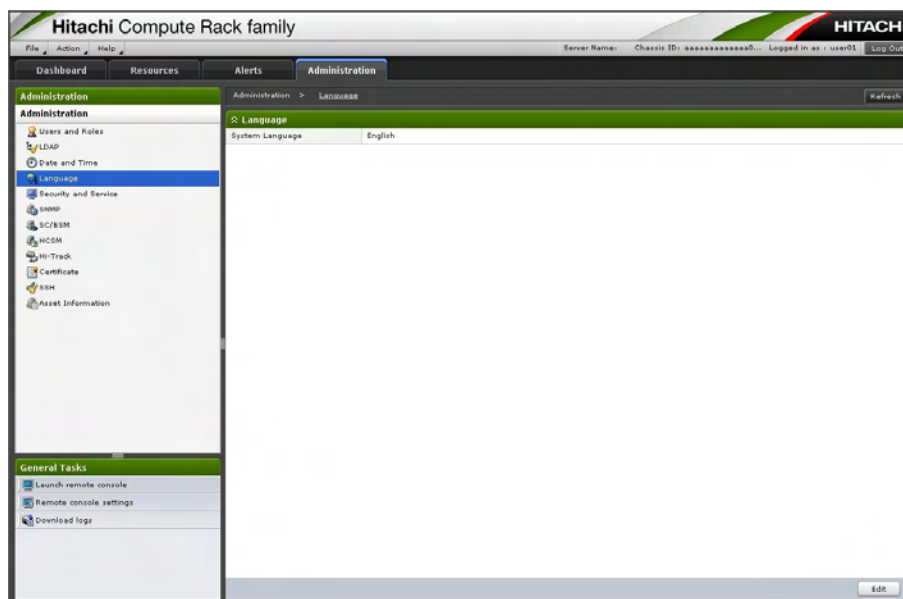 Hitachi Compute Rack family
HITACH
File Action Help
Server Name: Chassis ID: aaaaaaaaaaaaa0... Logged in as : user01 Log Out
Dashboard Resources Alerts Administration
Administration
Administration > Language
Refresh
Administration
Users and Roles
LDAP
Date and Time
Language
Security and Service
SNMP
SC/BSM
HCSM
Hi-Track
Certificate
SSH
Asset Information
Language
System Language English
General Tasks
Launch remote console
Remote console settings
Download logs
Edit